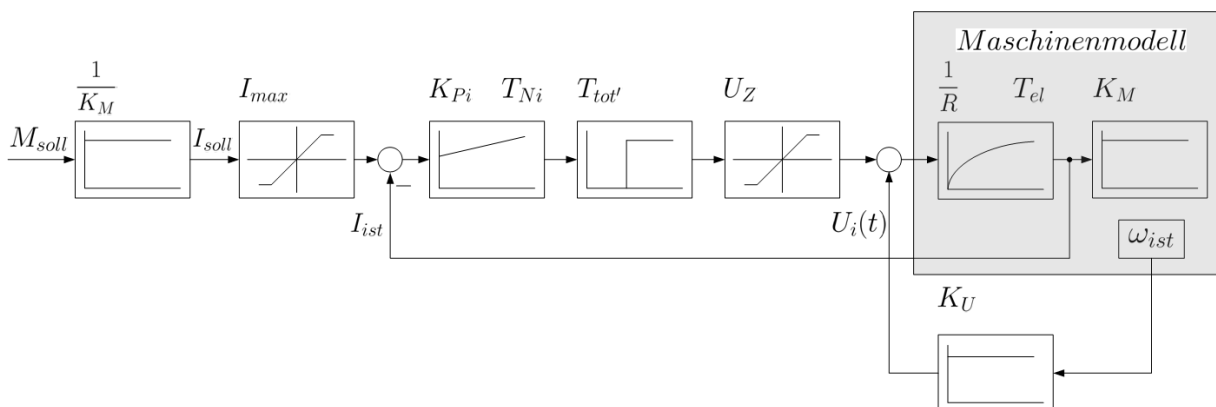 Maschinenmodell
1/K_M
I_max
K_Pi
T_Ni
T_tot'
U_Z
1/R
T_el
K_M
M_soll
I_soll
−
I_ist
U_i(t)
ω_ist
K_U